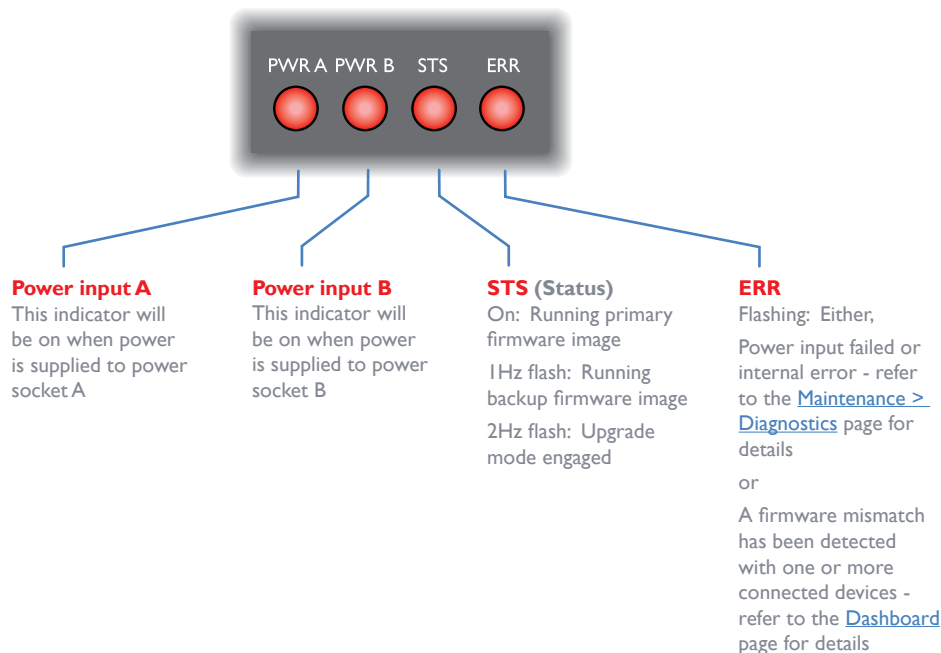 PWR A PWR B STS ERR
Power input A
This indicator will
be on when power
is supplied to power
socket A
Power input B
This indicator will
be on when power
is supplied to power
socket B
STS (Status)
On: Running primary
firmware image
1Hz flash: Running
backup firmware image
2Hz flash: Upgrade
mode engaged
ERR
Flashing: Either,
Power input failed or
internal error - refer
to the Maintenance >
Diagnostics page for
details
or
A firmware mismatch
has been detected
with one or more
connected devices -
refer to the Dashboard
page for details